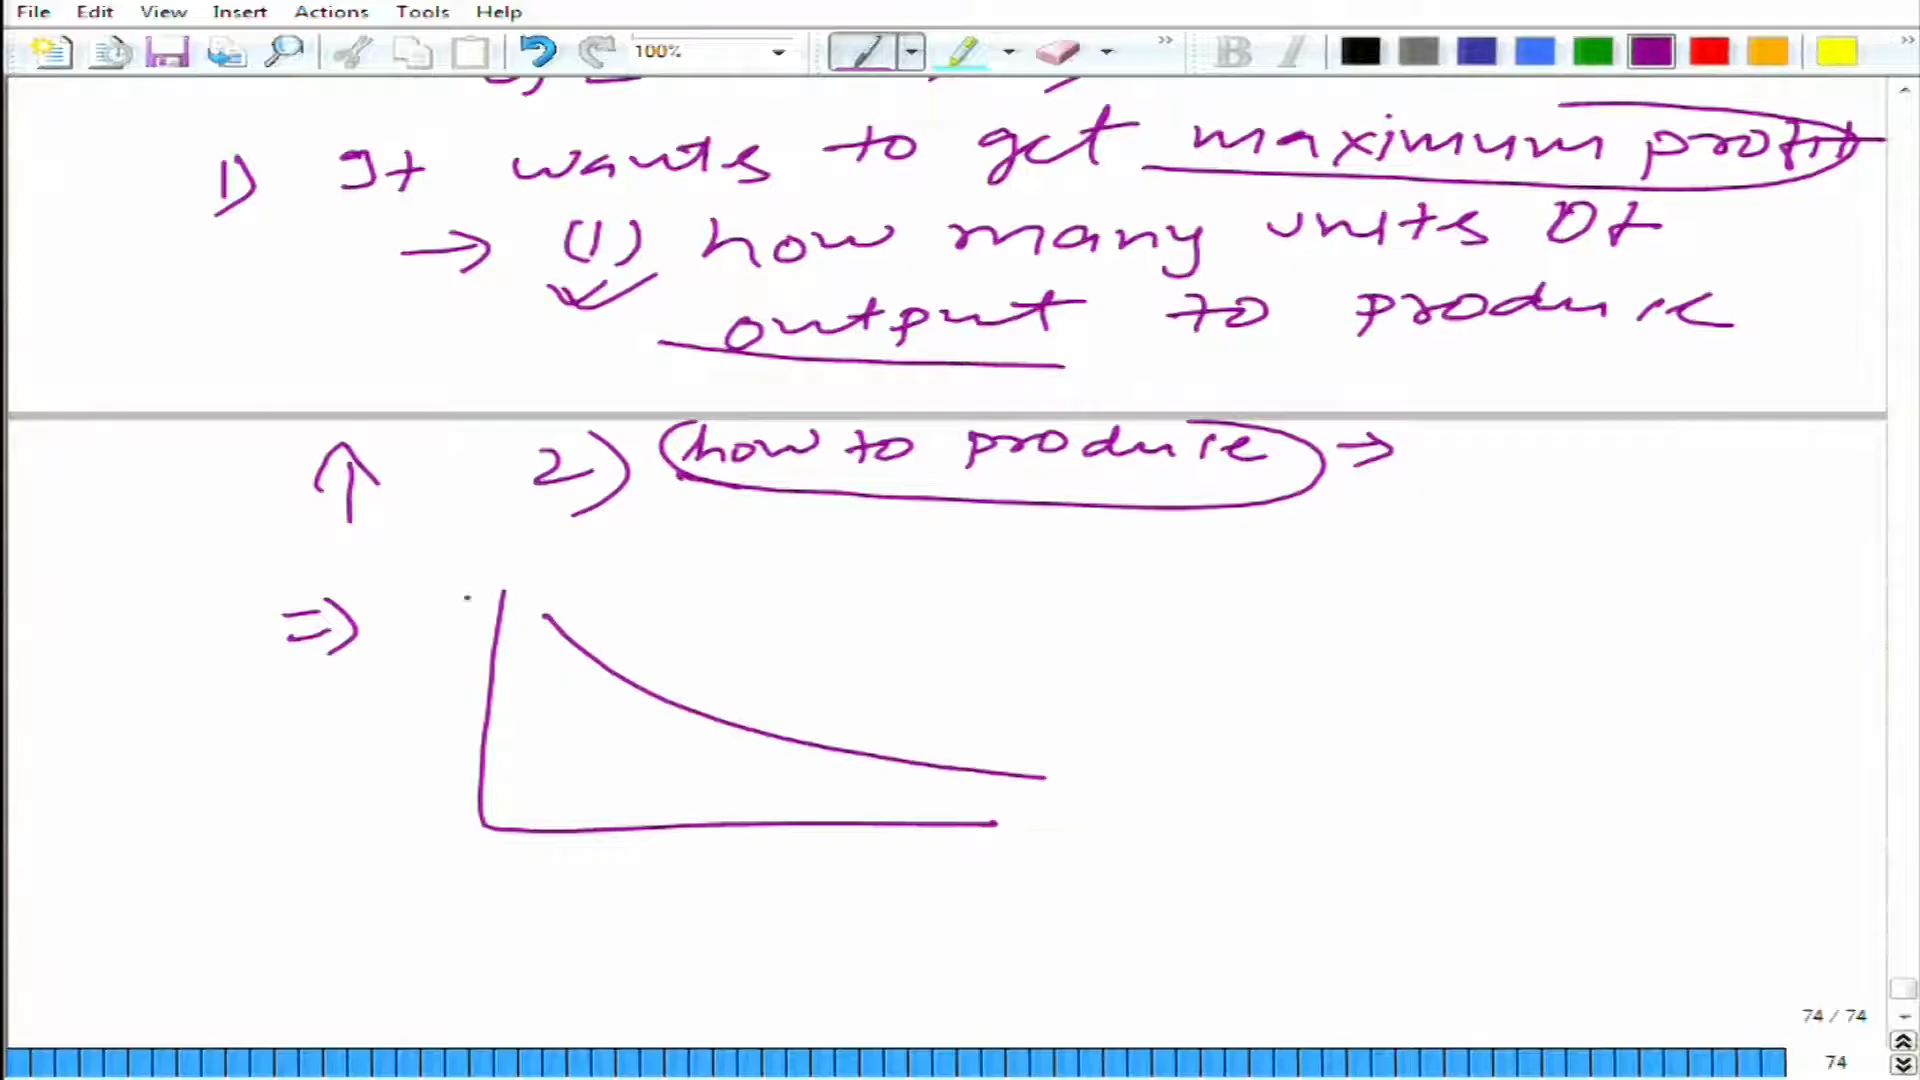 File Edit View Insert Actions Tools Help
100%
1) It wants to get maximum profit
→ (1) how many units of
output to produce
2) how to produce →
74 / 74
74